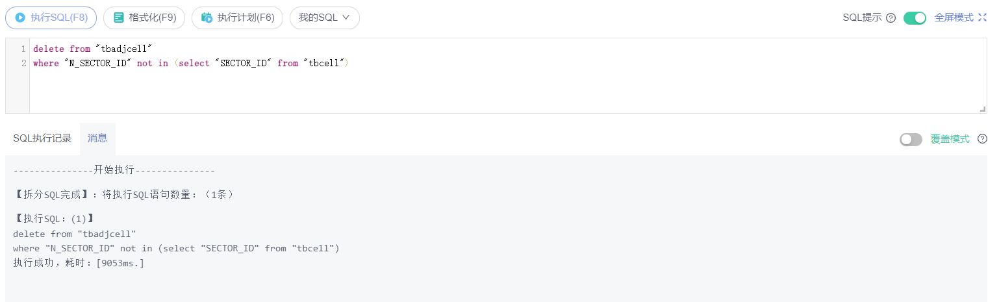 执行SQL(F8) 格式化(F9) 执行计划(F6) 我的SQL SQL提示 全屏模式
1 delete from "tbadjcell"
2 where "N_SECTOR_ID" not in (select "SECTOR_ID" from "tbcell")
SQL执行记录 消息 覆盖模式
---------------开始执行---------------
【拆分SQL完成】：将执行SQL语句数量：（1条）
【执行SQL：(1)】
delete from "tbadjcell"
where "N_SECTOR_ID" not in (select "SECTOR_ID" from "tbcell")
执行成功，耗时：[9053ms.]